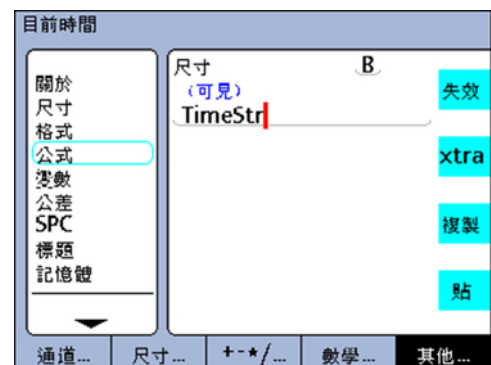 目前時間
關於
尺寸
格式
公式
變數
公差
SPC
標題
記憶體
尺寸 B
(可見)
TimeStr
失效
xtra
複製
貼
通道... 尺寸... +-*/... 數學... 其他...